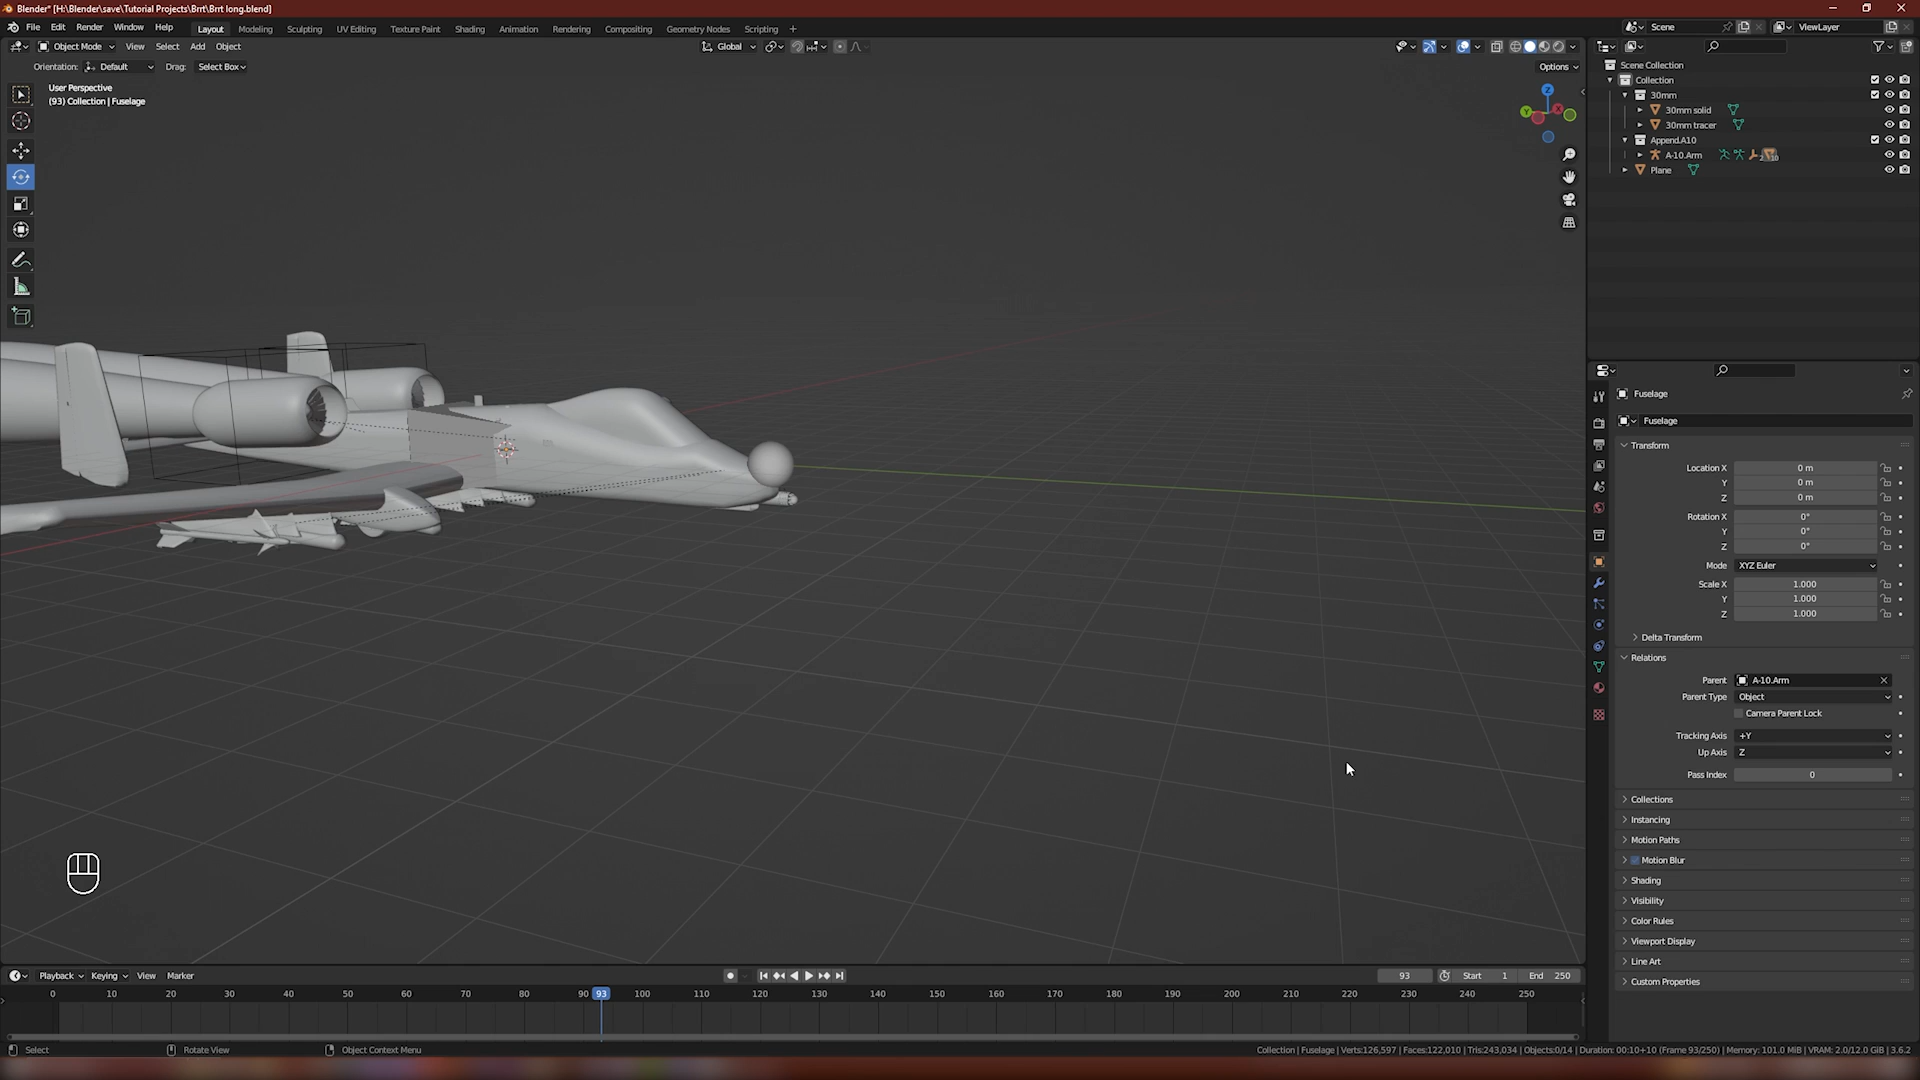 Blender* [H:\Blender\save\Tutorial Projects\Brrt\Brrt long.blend]
File Edit Render Window Help Layout Modeling Sculpting UV Editing Texture Paint Shading Animation Rendering Compositing Geometry Nodes Scripting + Scene ViewLayer
Object Mode View Select Add Object Global
Orientation: Default Drag: Select Box Options
User Perspective
(93) Collection | Fuselage
Z
Y
X
Scene Collection
Collection
30mm
30mm solid
30mm tracer
Append.A10
A-10.Arm
Plane
Fuselage
Fuselage
Transform
Location X 0 m
Y 0 m
Z 0 m
Rotation X 0°
Y 0°
Z 0°
Mode XYZ Euler
Scale X 1.000
Y 1.000
Z 1.000
Delta Transform
Relations
Parent A-10.Arm
Parent Type Object
Camera Parent Lock
Tracking Axis +Y
Up Axis Z
Pass Index 0
Collections
Instancing
Motion Paths
Motion Blur
Shading
Visibility
Color Rules
Viewport Display
Line Art
Custom Properties
Playback Keying View Marker 93 Start 1 End 250
0 10 20 30 40 50 60 70 80 90 93 100 110 120 130 140 150 160 170 180 190 200 210 220 230 240 250
Select Rotate View Object Context Menu Collection | Fuselage | Verts:126,597 | Faces:122,010 | Tris:243,034 | Objects:0/14 | Duration: 00:10+10 (Frame 93/250) | Memory: 101.0 MiB | VRAM: 2.0/12.0 GiB | 3.6.2